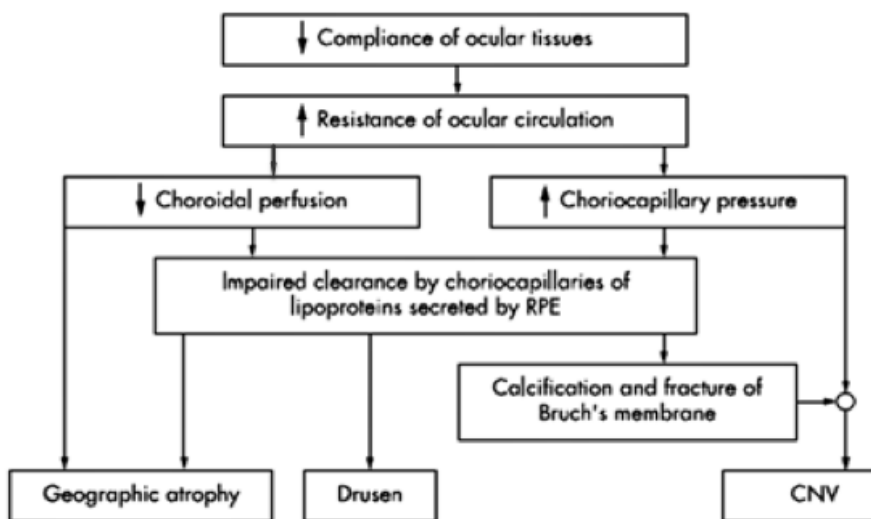 ↓ Compliance of ocular tissues
↑ Resistance of ocular circulation
↓ Choroidal perfusion
↑ Choriocapillary pressure
Impaired clearance by choriocapillaries of
lipoproteins secreted by RPE
Calcification and fracture of
Bruch's membrane
Geographic atrophy
Drusen
CNV